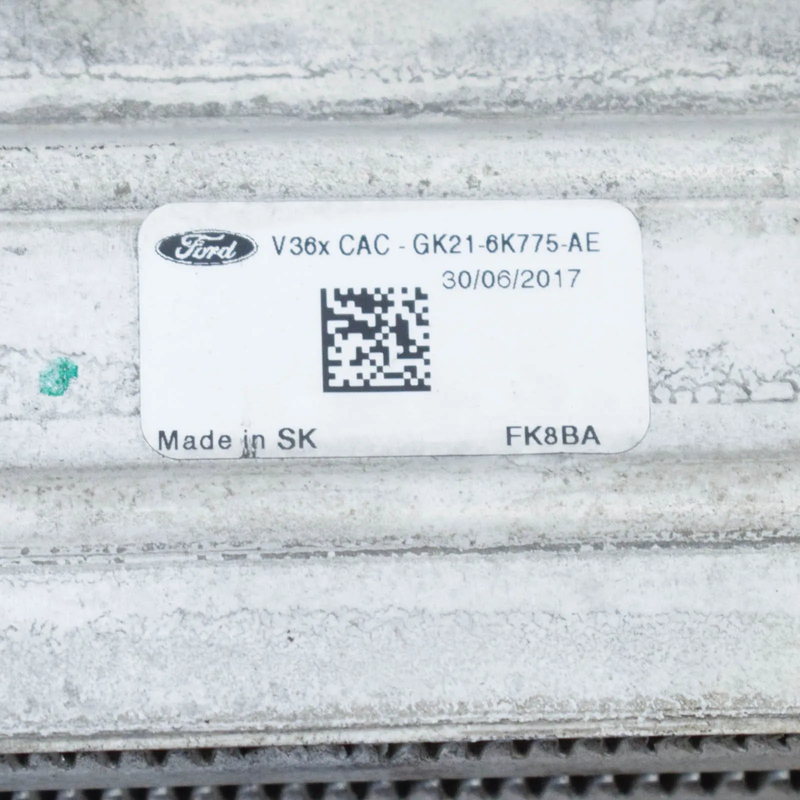 Ford V36x CAC - GK21-6K775-AE
30/06/2017
Made in SK FK8BA